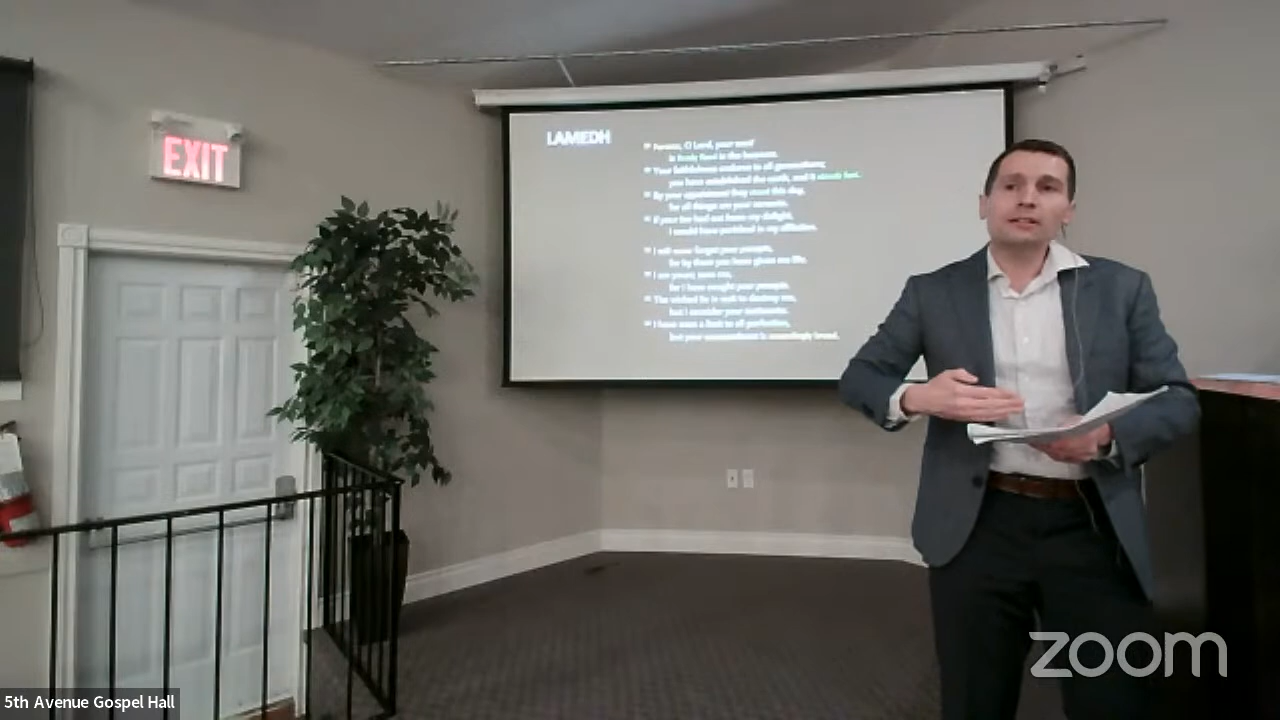 EXIT
LAMEDH
Forever, O Lord, your word
is firmly fixed in the heavens.
Your faithfulness endures to all generations;
you have established the earth, and it stands fast.
By your appointment they stand this day,
for all things are your servants.
If your law had not been my delight,
I would have perished in my affliction.
I will never forget your precepts,
for by them you have given me life.
I am yours; save me,
for I have sought your precepts.
The wicked lie in wait to destroy me,
but I consider your testimonies.
I have seen a limit to all perfection,
but your commandment is exceedingly broad.
zoom
5th Avenue Gospel Hall